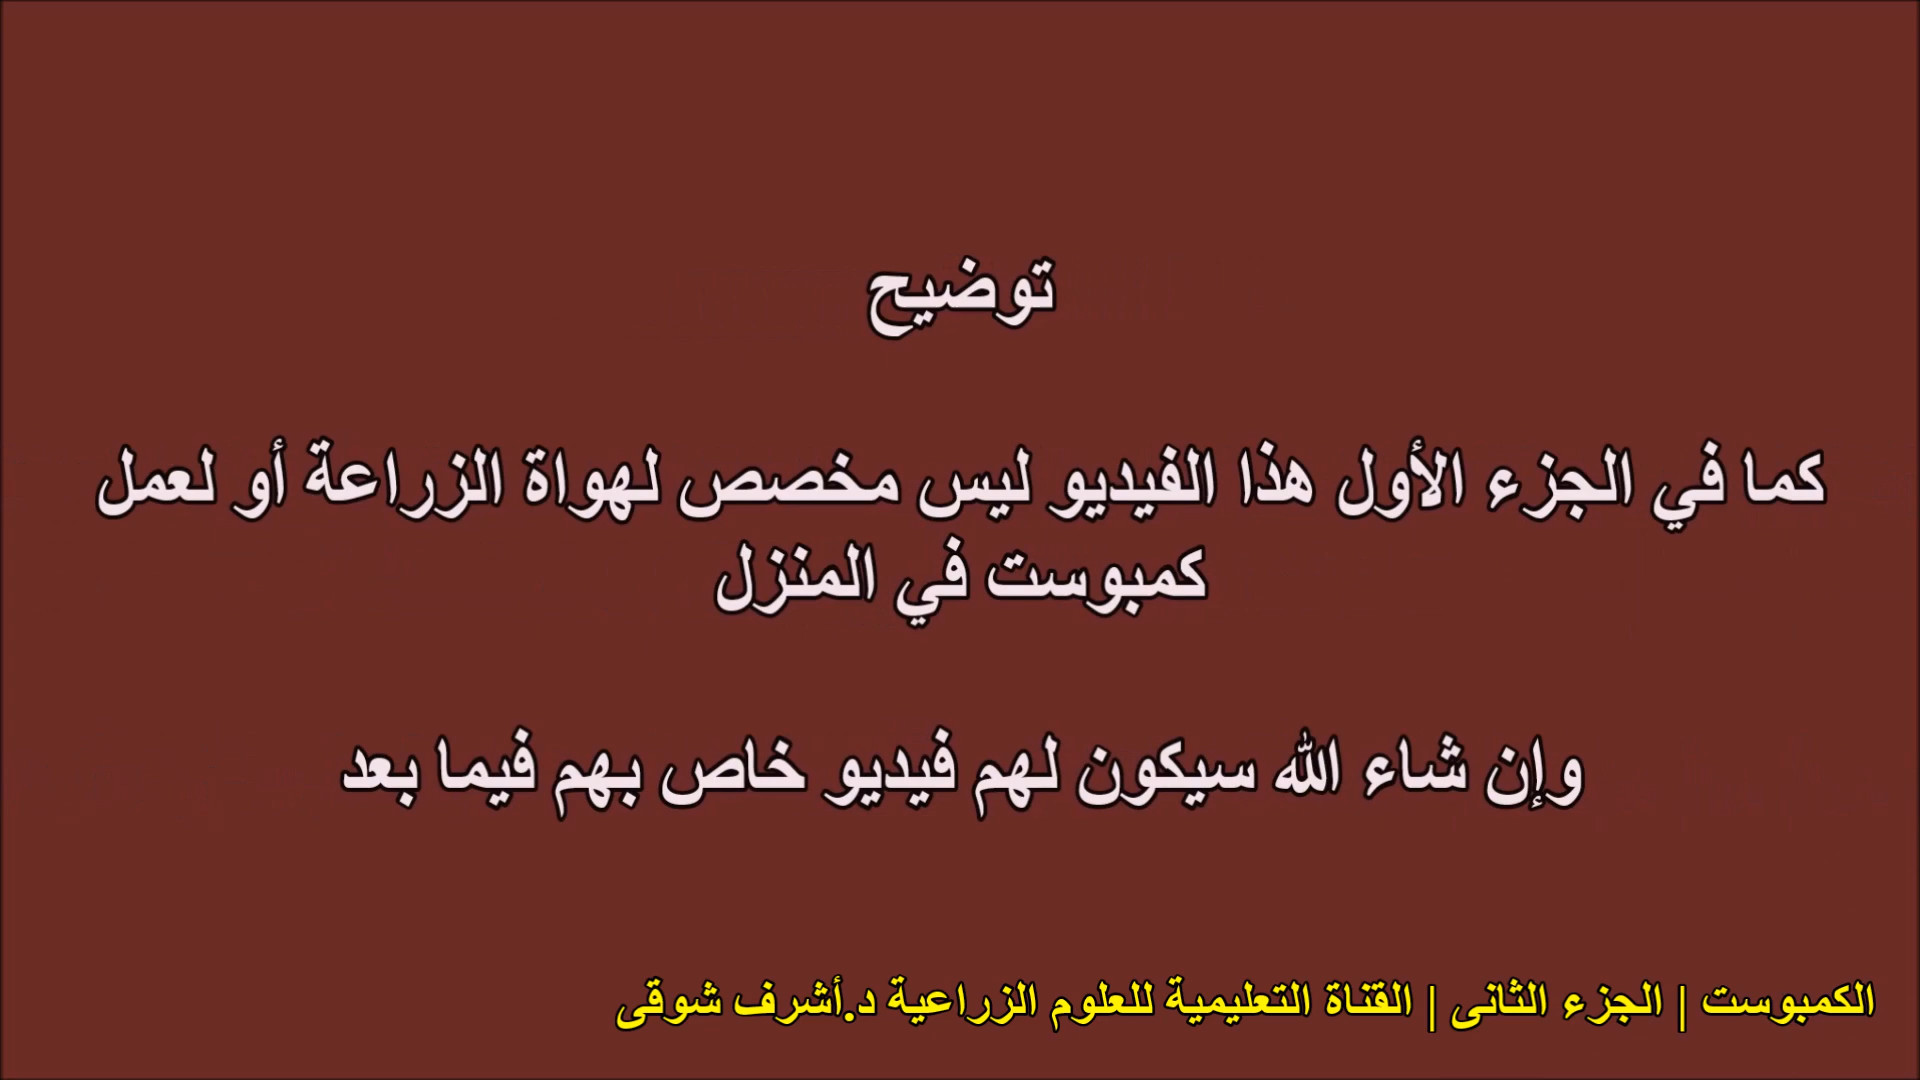 توضيح
كما في الجزء الأول هذا الفيديو ليس مخصص لهواة الزراعة أو لعمل
كمبوست في المنزل
وإن شاء الله سيكون لهم فيديو خاص بهم فيما بعد
الكمبوست | الجزء الثانى | القناة التعليمية للعلوم الزراعية د.أشرف شوقى